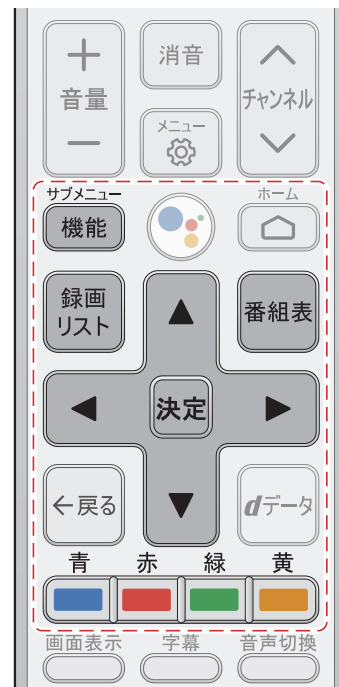 ＋
音量
－
消音
メニュー
チャンネル
サブメニュー
機能
ホーム
録画
リスト
番組表
決定
←戻る
dデータ
青 赤 緑 黄
画面表示 字幕 音声切換